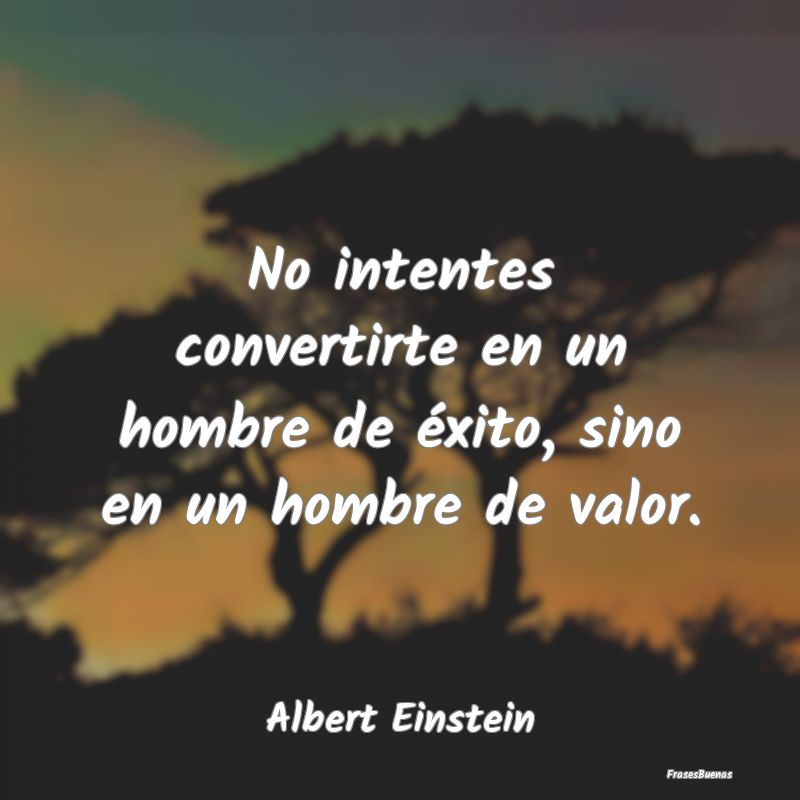 No intentes
convertirte en un
hombre de éxito, sino
en un hombre de valor.
Albert Einstein
FrasesBuenas